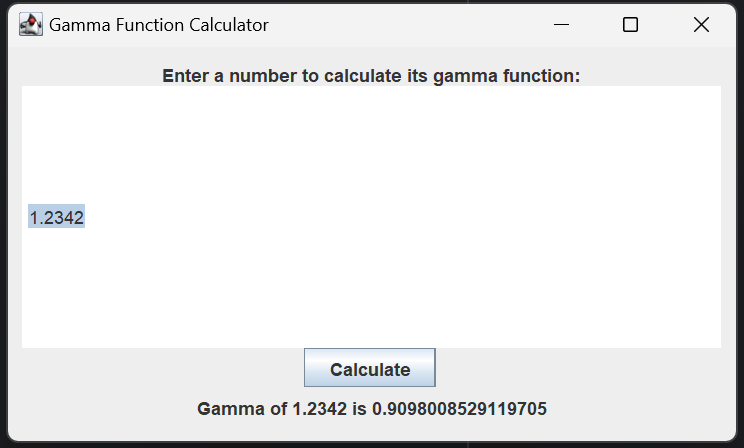 Gamma Function Calculator
Enter a number to calculate its gamma function:
1.2342
Calculate
Gamma of 1.2342 is 0.9098008529119705